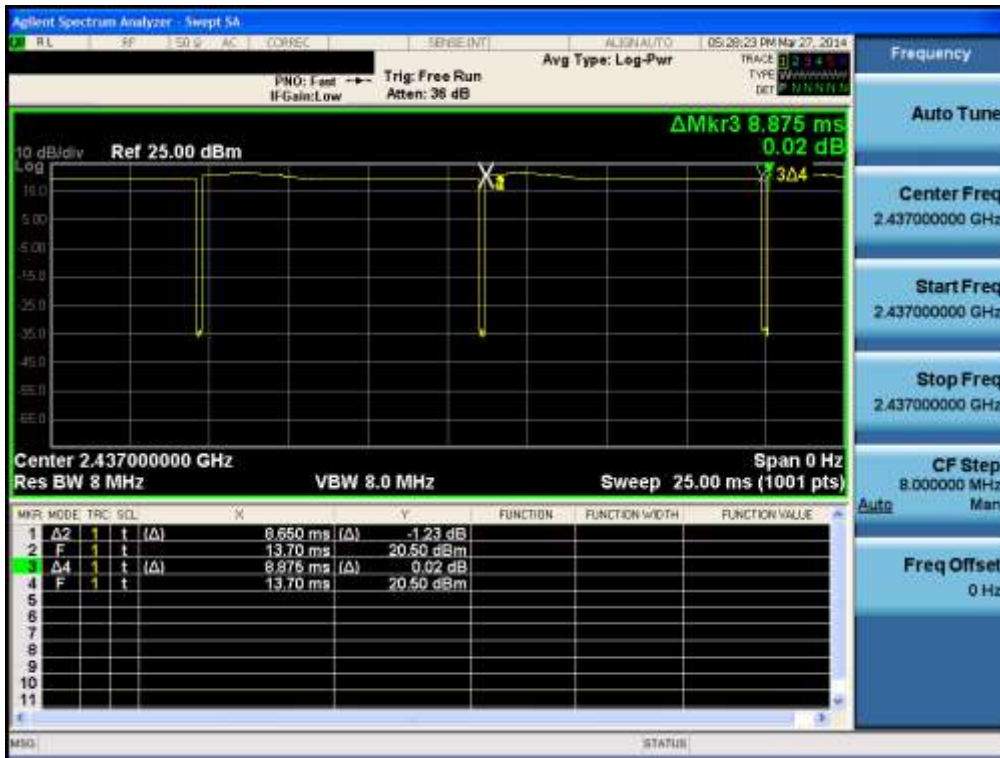 Agilent Spectrum Analyzer - Swept SA
RL RF 50 Ω AC CORREC SENSE:INT ALIGNAUTO 05:28:23 PM Mar 27, 2014
PNO: Fast IFGain:Low
Trig: Free Run
Atten: 36 dB
Avg Type: Log-Pwr
TRACE 1 2 3 4 5 6
TYPE
DET P N N N N N
ΔMkr3 8.875 ms
0.02 dB
10 dB/div Ref 25.00 dBm
Log
15.0
5.00
-5.00
-15.0
-25.0
-35.0
-45.0
-55.0
-65.0
3Δ4
Center 2.437000000 GHz Span 0 Hz
Res BW 8 MHz VBW 8.0 MHz Sweep 25.00 ms (1001 pts)
MKR MODE TRC SCL X Y FUNCTION FUNCTION WIDTH FUNCTION VALUE
1 Δ2 1 t (Δ) 8.650 ms (Δ) -1.23 dB
2 F 1 t 13.70 ms 20.50 dBm
3 Δ4 1 t (Δ) 8.875 ms (Δ) 0.02 dB
4 F 1 t 13.70 ms 20.50 dBm
5
6
7
8
9
10
11
MSG STATUS
Frequency
Auto Tune
Center Freq
2.437000000 GHz
Start Freq
2.437000000 GHz
Stop Freq
2.437000000 GHz
CF Step
8.000000 MHz
Auto Man
Freq Offset
0 Hz